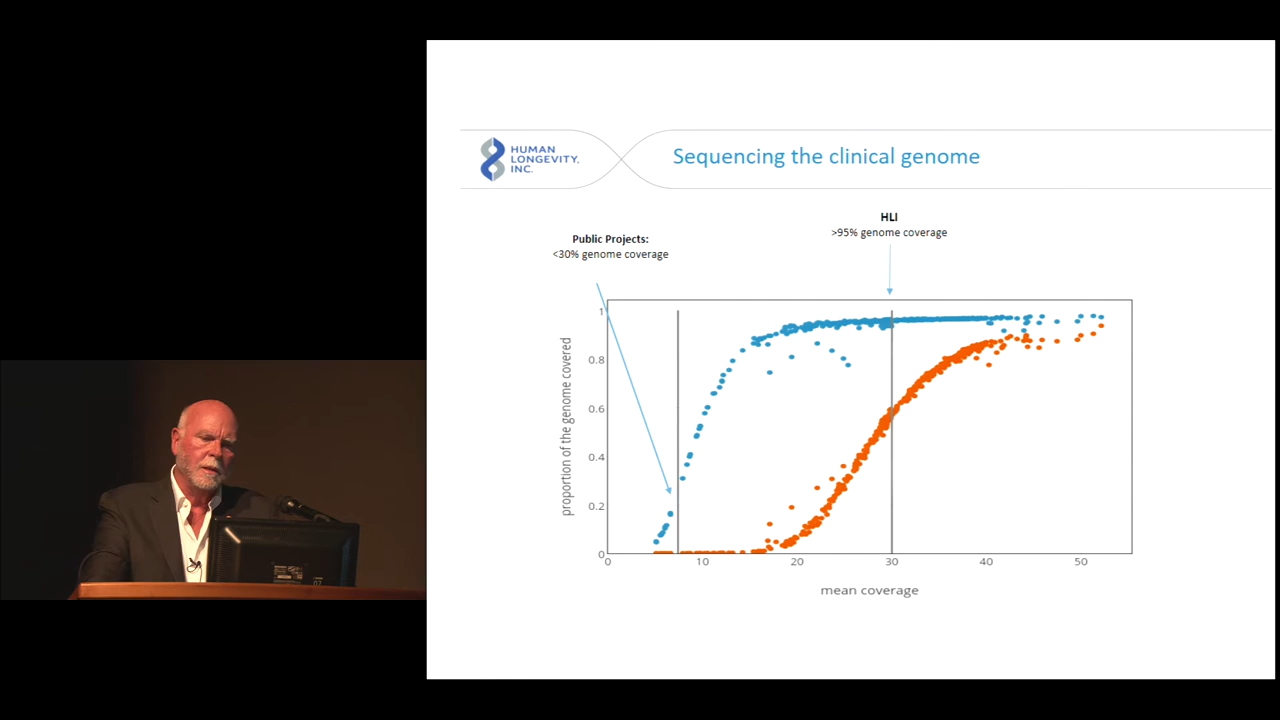 HUMAN
LONGEVITY,
INC.
Sequencing the clinical genome
Public Projects:
<30% genome coverage
HLI
>95% genome coverage
proportion of the genome covered
1
0.8
0.6
0.4
0.2
0
0 10 20 30 40 50
mean coverage